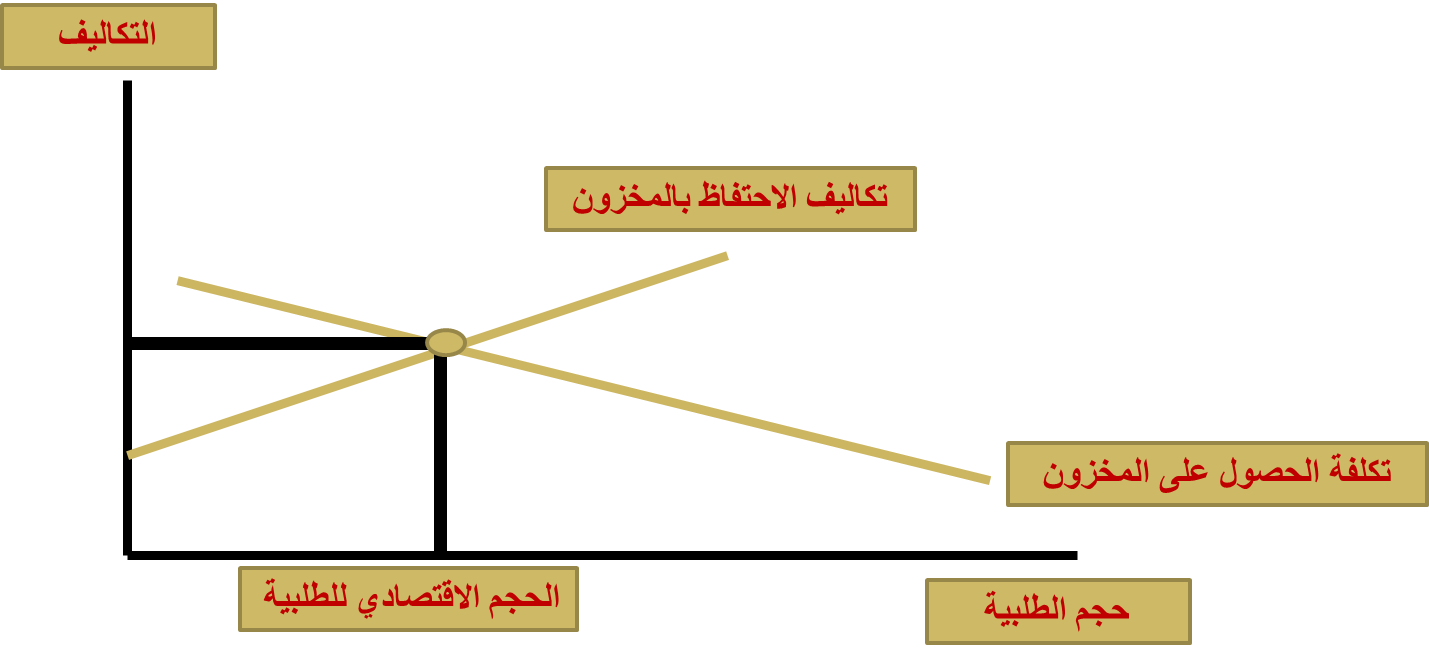 التكاليف
تكاليف الاحتفاظ بالمخزون
تكلفة الحصول على المخزون
الحجم الاقتصادي للطلبية
حجم الطلبية